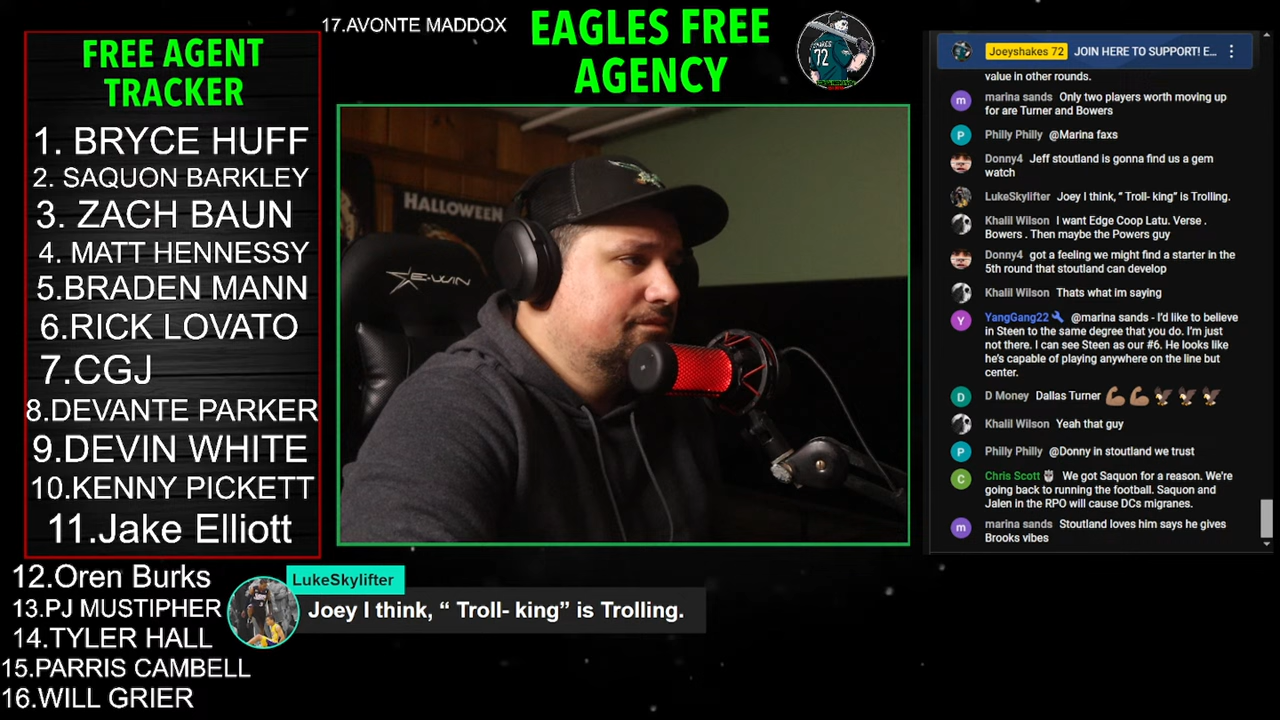 17.AVONTE MADDOX
EAGLES FREE
AGENCY
FREE AGENT
TRACKER
1. BRYCE HUFF
2. SAQUON BARKLEY
3. ZACH BAUN
4. MATT HENNESSY
5.BRADEN MANN
6.RICK LOVATO
7.CGJ
8.DEVANTE PARKER
9.DEVIN WHITE
10.KENNY PICKETT
11.Jake Elliott
12.Oren Burks
13.PJ MUSTIPHER
14.TYLER HALL
15.PARRIS CAMBELL
16.WILL GRIER
72
HALLOWEEN
E-WIN
LukeSkylifter
Joey I think, “ Troll- king” is Trolling.
Joeyshakes 72 JOIN HERE TO SUPPORT! E...
value in other rounds.
marina sands Only two players worth moving up
for are Turner and Bowers
Philly Philly @Marina faxs
Donny4 Jeff stoutland is gonna find us a gem
watch
LukeSkylifter Joey I think, “ Troll-king” is Trolling.
Khalil Wilson I want Edge Coop Latu. Verse .
Bowers . Then maybe the Powers guy
Donny4 got a feeling we might find a starter in the
5th round that stoutland can develop
Khalil Wilson Thats what im saying
YangGang22 @marina sands - I'd like to believe
in Steen to the same degree that you do. I'm just
not there. I can see Steen as our #6. He looks like
he's capable of playing anywhere on the line but
center.
D Money Dallas Turner 💪🏽💪🏽🦅🦅🦅
Khalil Wilson Yeah that guy
Philly Philly @Donny in stoutland we trust
Chris Scott We got Saquon for a reason. We're
going back to running the football. Saquon and
Jalen in the RPO will cause DCs migranes.
marina sands Stoutland loves him says he gives
Brooks vibes